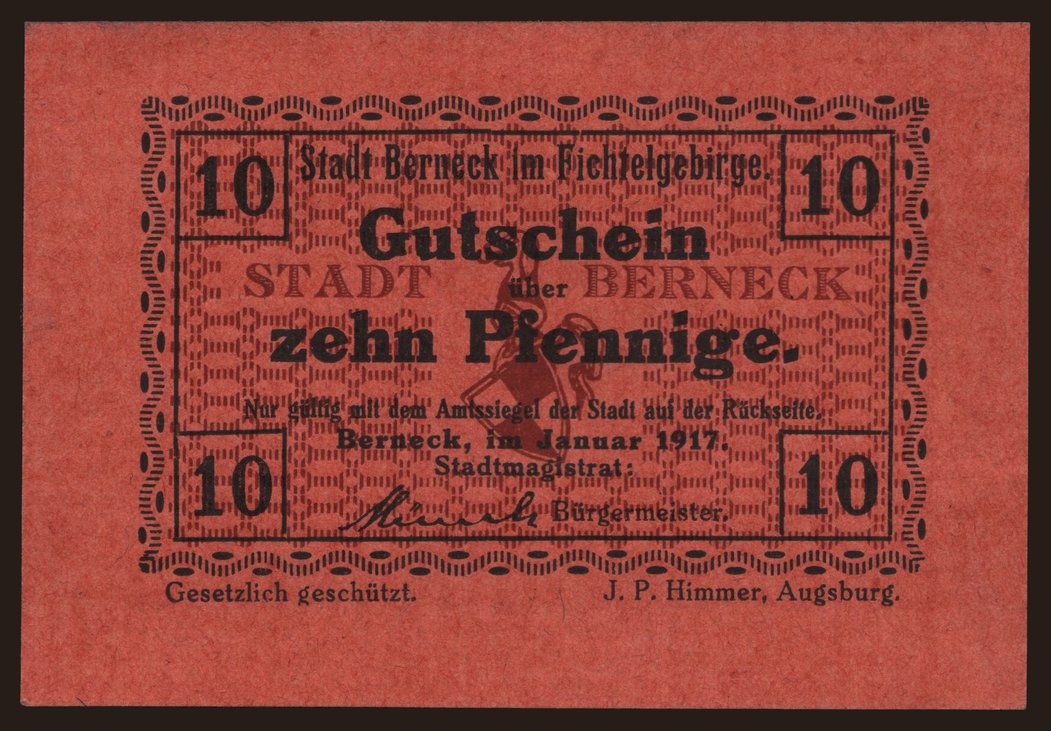 10 Stadt Berneck im Fichtelgebirge. 10
Gutschein
STADT über BERNECK
zehn Pfennige.
Nur gültig mit dem Amtssiegel der Stadt auf der Rückseite.
Berneck, im Januar 1917.
Stadtmagistrat:
10 Bürgermeister. 10
Gesetzlich geschützt. J. P. Himmer, Augsburg.